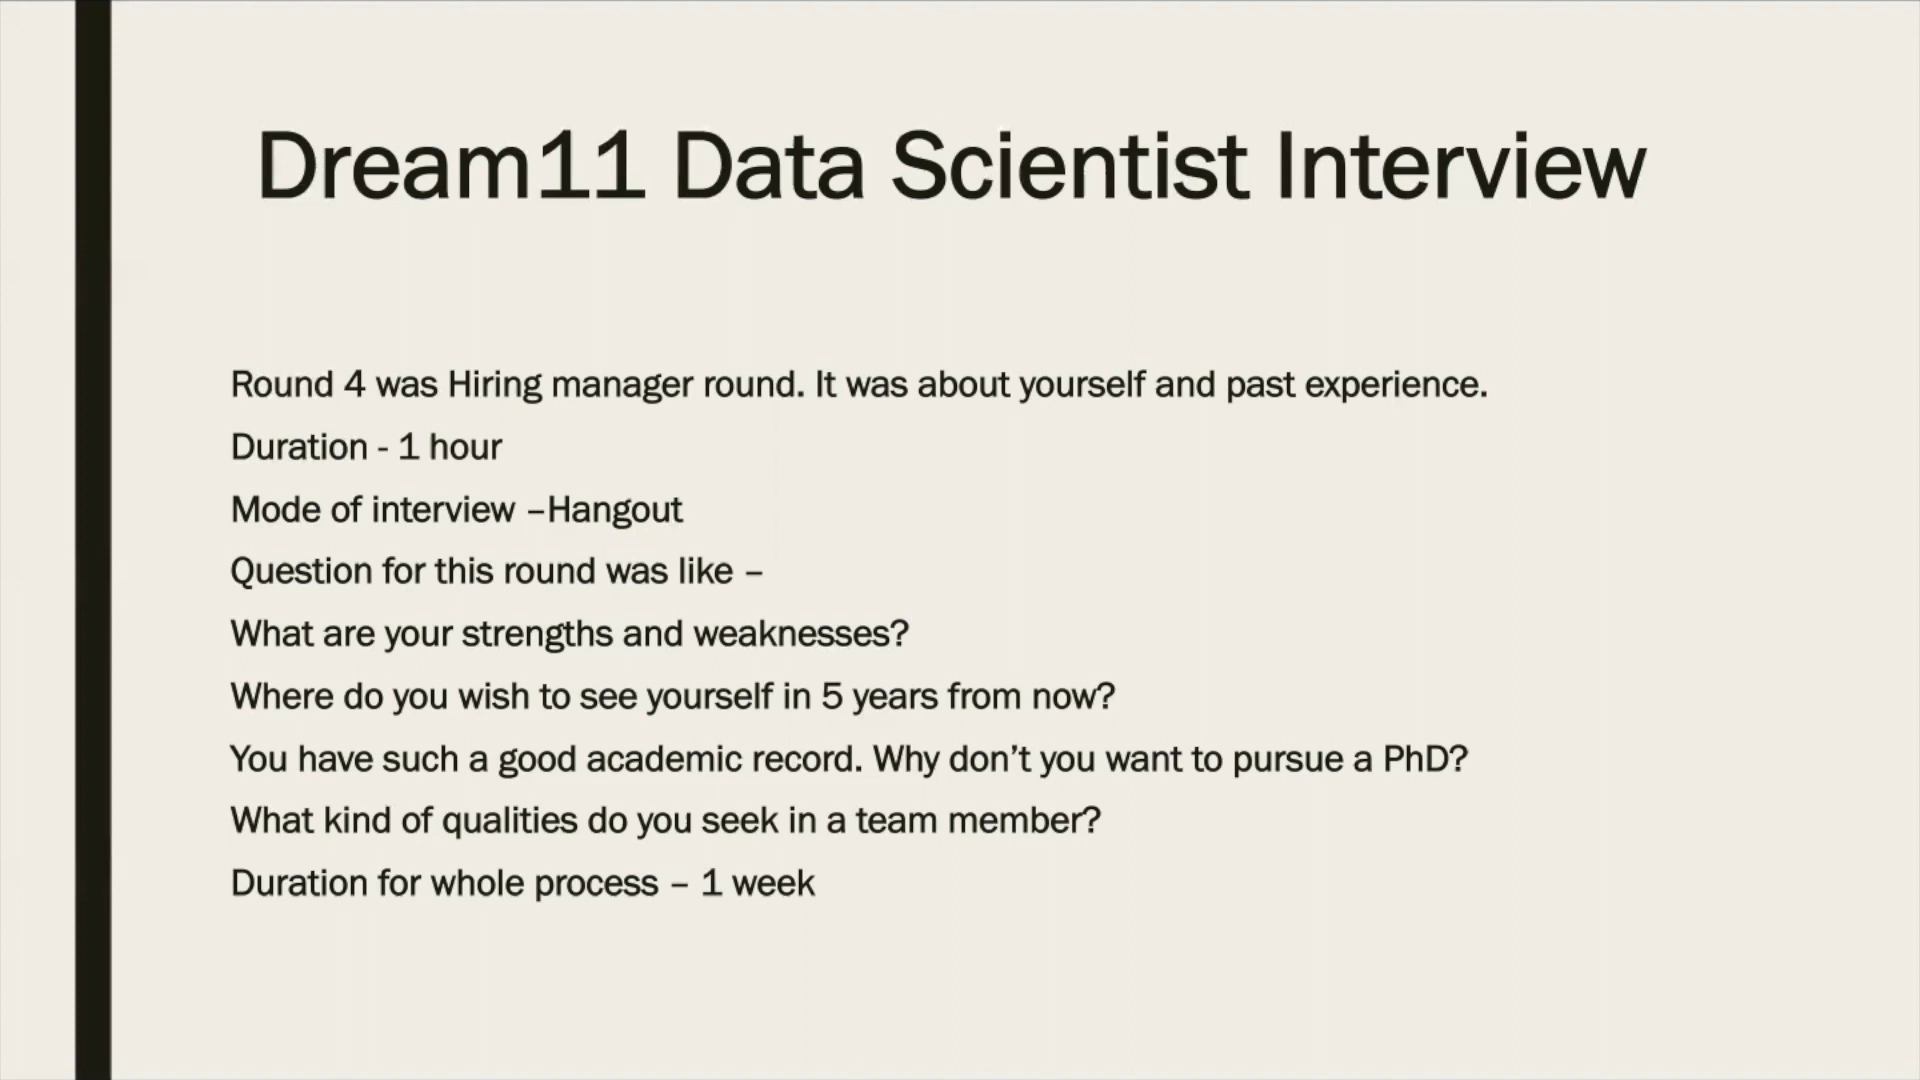 Dream11 Data Scientist Interview
Round 4 was Hiring manager round. It was about yourself and past experience.
Duration - 1 hour
Mode of interview –Hangout
Question for this round was like –
What are your strengths and weaknesses?
Where do you wish to see yourself in 5 years from now?
You have such a good academic record. Why don’t you want to pursue a PhD?
What kind of qualities do you seek in a team member?
Duration for whole process – 1 week